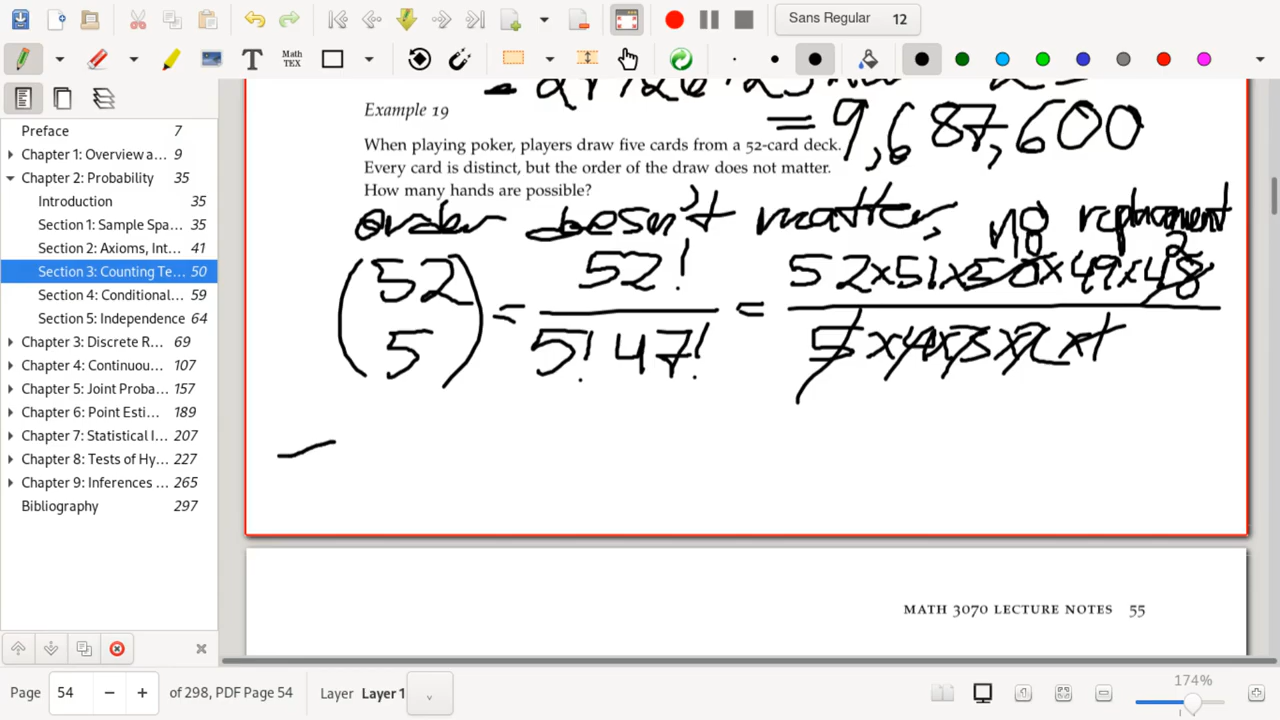 Sans Regular 12
T Math TEX
Preface 7
Chapter 1: Overview a... 9
Chapter 2: Probability 35
Introduction 35
Section 1: Sample Spa... 35
Section 2: Axioms, Int... 41
Section 3: Counting Te... 50
Section 4: Conditional... 59
Section 5: Independence 64
Chapter 3: Discrete R... 69
Chapter 4: Continuou... 107
Chapter 5: Joint Proba... 157
Chapter 6: Point Esti... 189
Chapter 7: Statistical I... 207
Chapter 8: Tests of Hy... 227
Chapter 9: Inferences ... 265
Bibliography 297
Example 19
= 9,687,600
When playing poker, players draw five cards from a 52-card deck.
Every card is distinct, but the order of the draw does not matter.
How many hands are possible?
order doesn't matter, no replacment
(52 5) = 52! / 5! 47! = 52×51×50×49×48 / 5×4×3×2×1
10 2
MATH 3070 LECTURE NOTES 55
Page 54 of 298, PDF Page 54 Layer Layer 1 174%